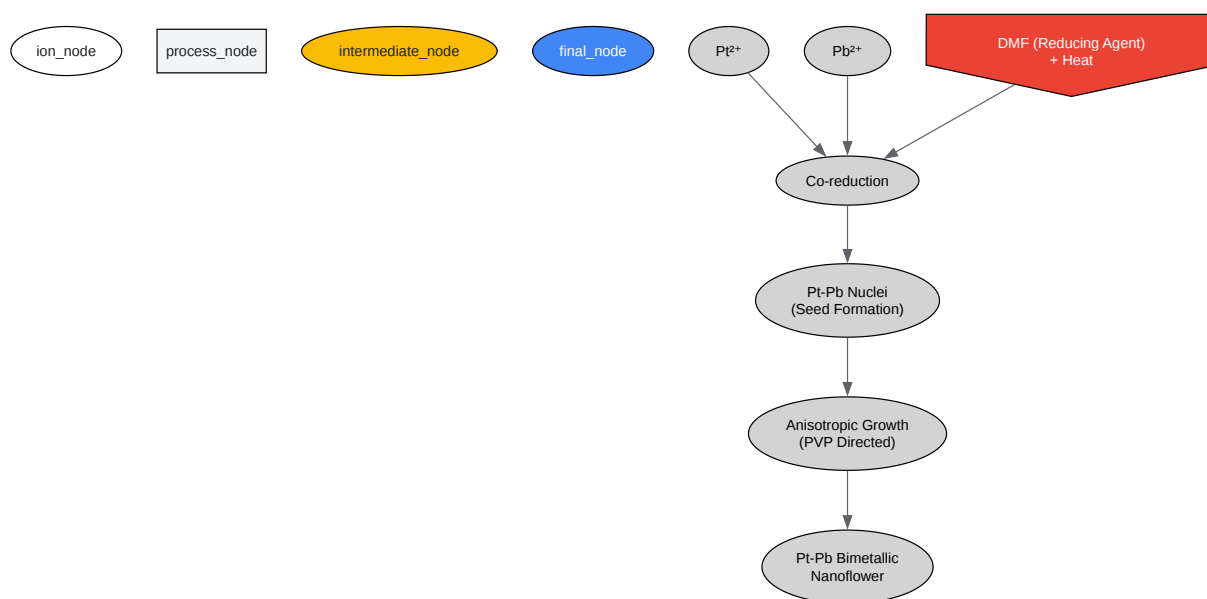 ion_node
process_node
intermediate_node
final_node
Pt²⁺
Pb²⁺
DMF (Reducing Agent)
+ Heat
Co-reduction
Pt-Pb Nuclei
(Seed Formation)
Anisotropic Growth
(PVP Directed)
Pt-Pb Bimetallic
Nanoflower